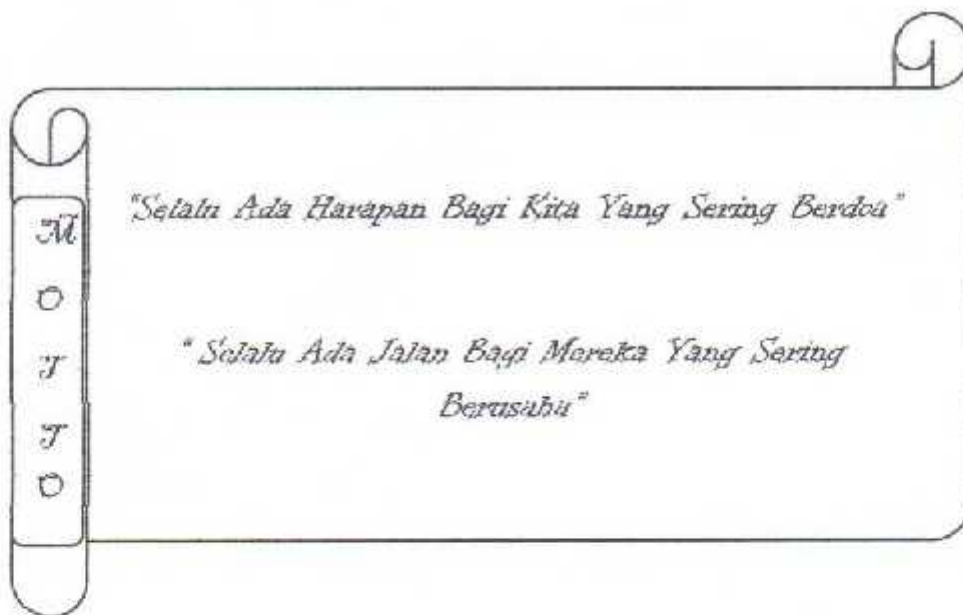 M
O
T
T
O
"Selalu Ada Harapan Bagi Kita Yang Sering Berdoa"
" Selalu Ada Jalan Bagi Mereka Yang Sering
Berusaha"